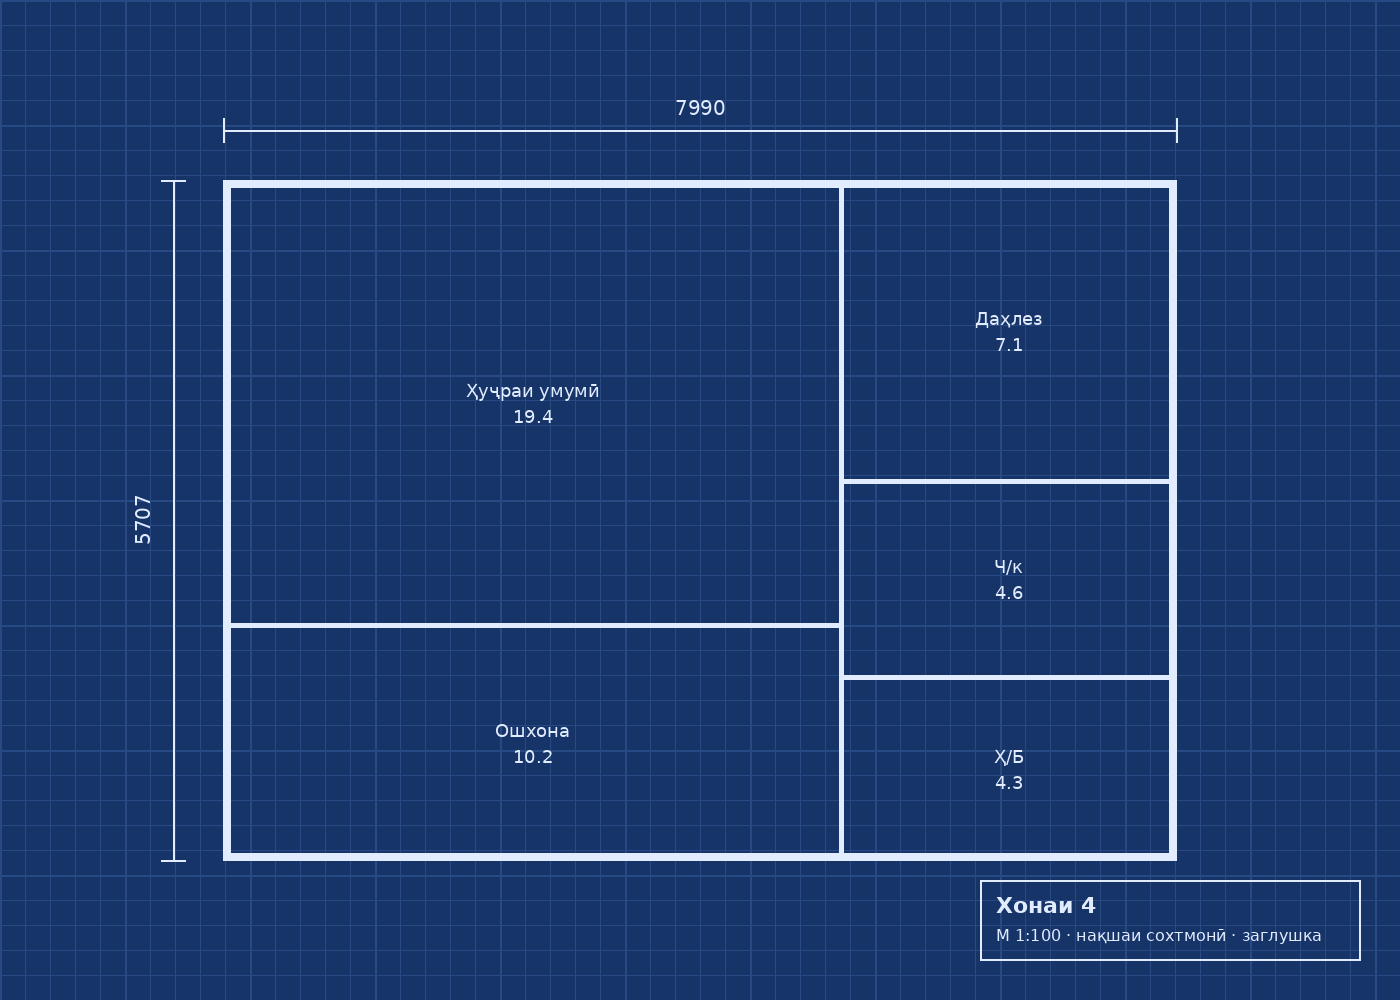 7990
5707
Даҳлез
7.1
Ҳуҷраи умумӣ
19.4
Ч/к
4.6
Ошхона
10.2
Ҳ/Б
4.3
Хонаи 4
М 1:100 · нақшаи сохтмонӣ · заглушка